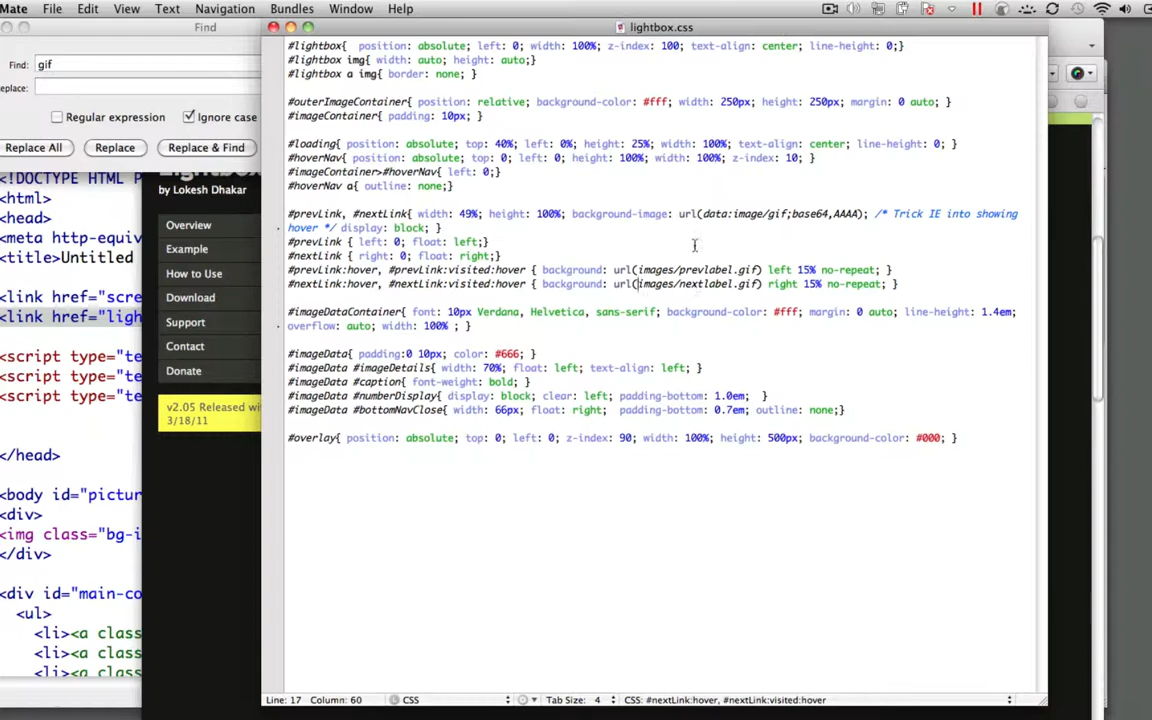 Mate File Edit View Text Navigation Bundles Window Help
Find
lightbox.css
Find: gif
eplace:
Regular expression Ignore case
Replace All Replace Replace & Find
<!DOCTYPE HTML P
<html>
<head>
<meta http-equiv
<title>Untitled
<link href="scre
<link href="ligh
<script type="te
<script type="te
<script type="te
</head>
<body id="pictur
<div>
<img class="bg-i
</div>
<div id="main-co
<ul>
<li><a class
<li><a class
<li><a class
Lightbox
by Lokesh Dhakar
Overview
Example
How to Use
Download
Support
Contact
Donate
v2.05 Released wi
3/18/11
#lightbox{  position: absolute; left: 0; width: 100%; z-index: 100; text-align: center; line-height: 0;}
#lightbox img{ width: auto; height: auto;}
#lightbox a img{ border: none; }
#outerImageContainer{ position: relative; background-color: #fff; width: 250px; height: 250px; margin: 0 auto; }
#imageContainer{ padding: 10px; }
#loading{ position: absolute; top: 40%; left: 0%; height: 25%; width: 100%; text-align: center; line-height: 0; }
#hoverNav{ position: absolute; top: 0; left: 0; height: 100%; width: 100%; z-index: 10; }
#imageContainer>#hoverNav{ left: 0;}
#hoverNav a{ outline: none;}
#prevLink, #nextLink{ width: 49%; height: 100%; background-image: url(data:image/gif;base64,AAAA); /* Trick IE into showing
hover */ display: block; }
#prevLink { left: 0; float: left;}
#nextLink { right: 0; float: right;}
#prevLink:hover, #prevLink:visited:hover { background: url(images/prevlabel.gif) left 15% no-repeat; }
#nextLink:hover, #nextLink:visited:hover { background: url(images/nextlabel.gif) right 15% no-repeat; }
#imageDataContainer{ font: 10px Verdana, Helvetica, sans-serif; background-color: #fff; margin: 0 auto; line-height: 1.4em;
overflow: auto; width: 100% ; }
#imageData{ padding:0 10px; color: #666; }
#imageData #imageDetails{ width: 70%; float: left; text-align: left; }
#imageData #caption{ font-weight: bold; }
#imageData #numberDisplay{ display: block; clear: left; padding-bottom: 1.0em;  }
#imageData #bottomNavClose{ width: 66px; float: right;  padding-bottom: 0.7em; outline: none;}
#overlay{ position: absolute; top: 0; left: 0; z-index: 90; width: 100%; height: 500px; background-color: #000; }
Line: 17 Column: 60 CSS Tab Size: 4 CSS: #nextLink:hover, #nextLink:visited:hover